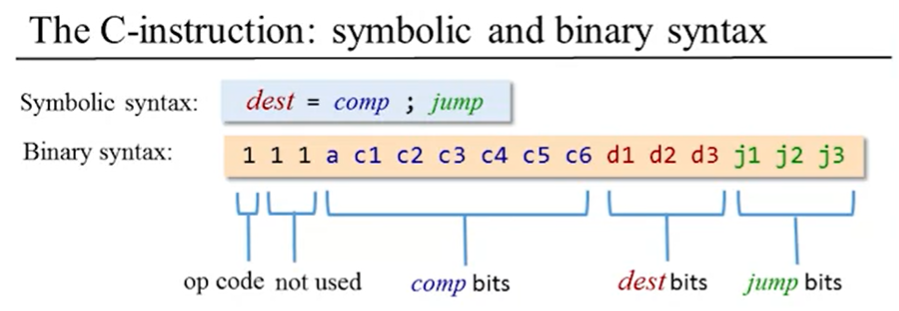 The C-instruction: symbolic and binary syntax
Symbolic syntax: dest = comp ; jump
Binary syntax: 1 1 1 a c1 c2 c3 c4 c5 c6 d1 d2 d3 j1 j2 j3
op code not used comp bits dest bits jump bits